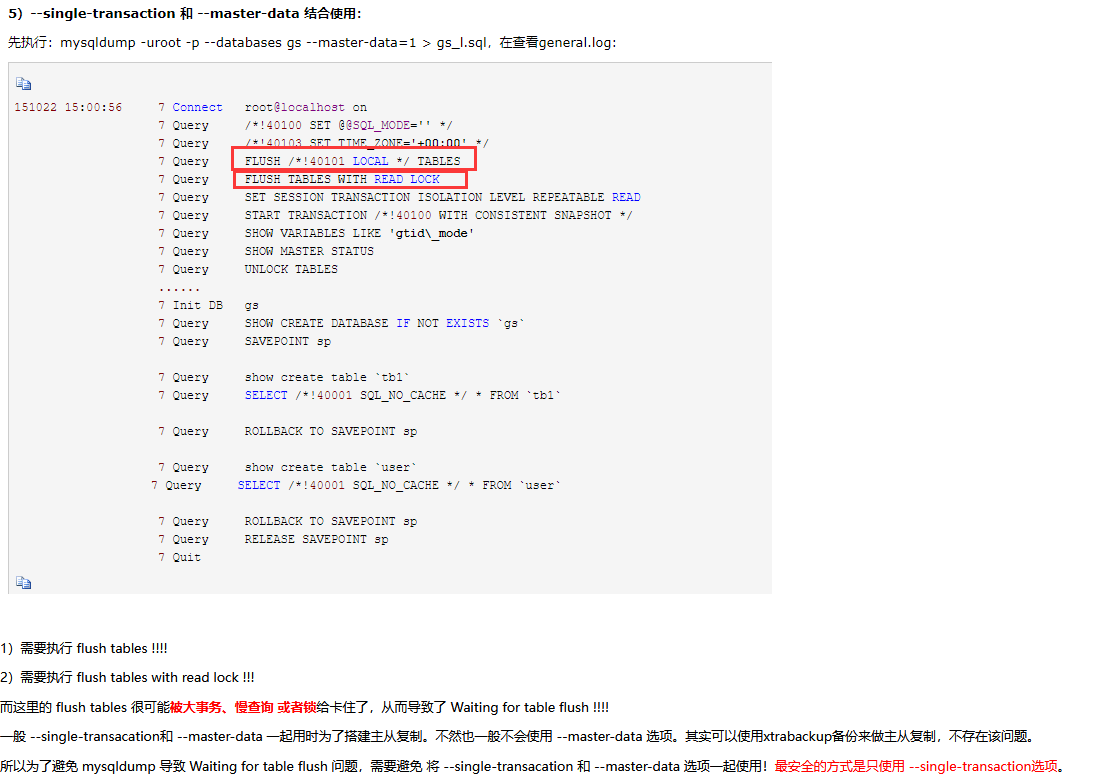 5）--single-transaction 和 --master-data 结合使用：
先执行：mysqldump -uroot -p --databases gs --master-data=1 > gs_l.sql，在查看general.log：
151022 15:00:56     7 Connect   root@localhost on
7 Query     /*!40100 SET @@SQL_MODE='' */
7 Query     /*!40103 SET TIME_ZONE='+00:00' */
7 Query     FLUSH /*!40101 LOCAL */ TABLES
7 Query     FLUSH TABLES WITH READ LOCK
7 Query     SET SESSION TRANSACTION ISOLATION LEVEL REPEATABLE READ
7 Query     START TRANSACTION /*!40100 WITH CONSISTENT SNAPSHOT */
7 Query     SHOW VARIABLES LIKE 'gtid\_mode'
7 Query     SHOW MASTER STATUS
7 Query     UNLOCK TABLES
......
7 Init DB   gs
7 Query     SHOW CREATE DATABASE IF NOT EXISTS `gs`
7 Query     SAVEPOINT sp
7 Query     show create table `tb1`
7 Query     SELECT /*!40001 SQL_NO_CACHE */ * FROM `tb1`
7 Query     ROLLBACK TO SAVEPOINT sp
7 Query     show create table `user`
7 Query     SELECT /*!40001 SQL_NO_CACHE */ * FROM `user`
7 Query     ROLLBACK TO SAVEPOINT sp
7 Query     RELEASE SAVEPOINT sp
7 Quit
1）需要执行 flush tables !!!!
2）需要执行 flush tables with read lock !!!
而这里的 flush tables 很可能被大事务、慢查询 或者锁给卡住了，从而导致了 Waiting for table flush !!!!
一般 --single-transacation和 --master-data 一起用时为了搭建主从复制。不然也一般不会使用 --master-data 选项。其实可以使用xtrabackup备份来做主从复制，不存在该问题。
所以为了避免 mysqldump 导致 Waiting for table flush 问题，需要避免 将 --single-transacation 和 --master-data 选项一起使用！最安全的方式是只使用 --single-transaction选项。